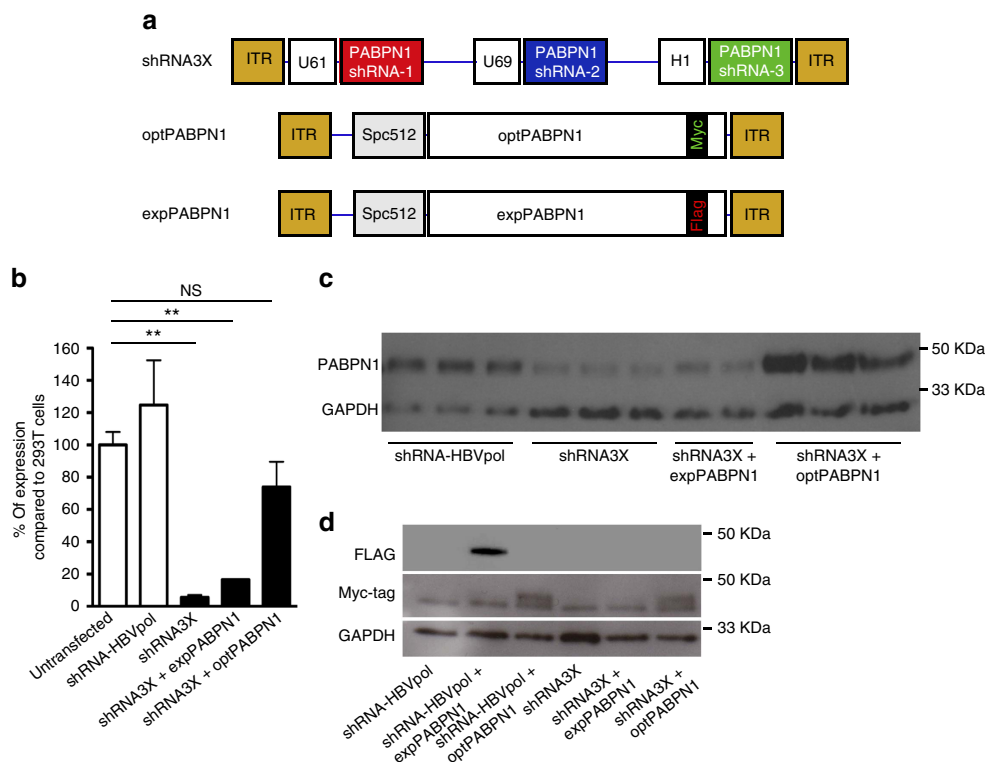 a
shRNA3X
ITR
U61
PABPN1
shRNA-1
U69
PABPN1
shRNA-2
H1
PABPN1
shRNA-3
ITR
optPABPN1
ITR
Spc512
optPABPN1
Myc
ITR
expPABPN1
ITR
Spc512
expPABPN1
Flag
ITR
b
NS
**
**
% Of expression
compared to 293T cells
160
140
120
100
80
60
40
20
0
Untransfected
shRNA-HBVpol
shRNA3X
shRNA3X + expPABPN1
shRNA3X + optPABPN1
c
PABPN1
GAPDH
50 KDa
33 KDa
shRNA-HBVpol
shRNA3X
shRNA3X +
expPABPN1
shRNA3X +
optPABPN1
d
FLAG
Myc-tag
GAPDH
50 KDa
50 KDa
33 KDa
shRNA-HBVpol
shRNA-HBVpol +
expPABPN1
shRNA-HBVpol +
optPABPN1
shRNA3X
shRNA3X +
expPABPN1
shRNA3X +
optPABPN1